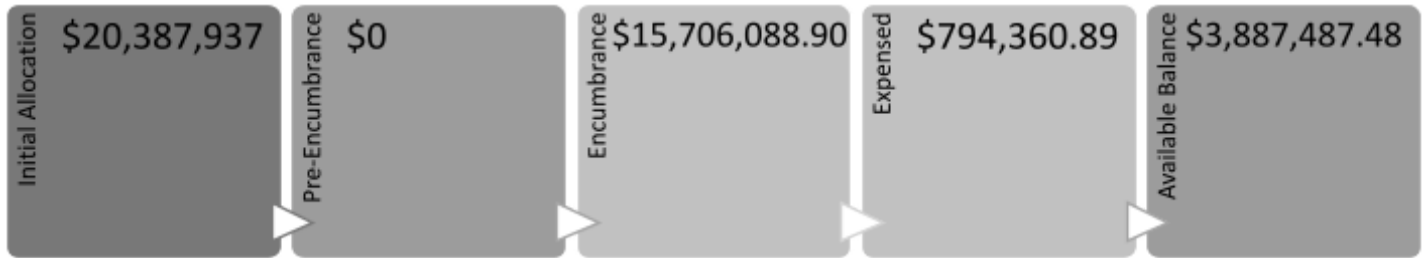 Initial Allocation
$20,387,937
Pre-Encumbrance
$0
Encumbrance
$15,706,088.90
Expensed
$794,360.89
Available Balance
$3,887,487.48